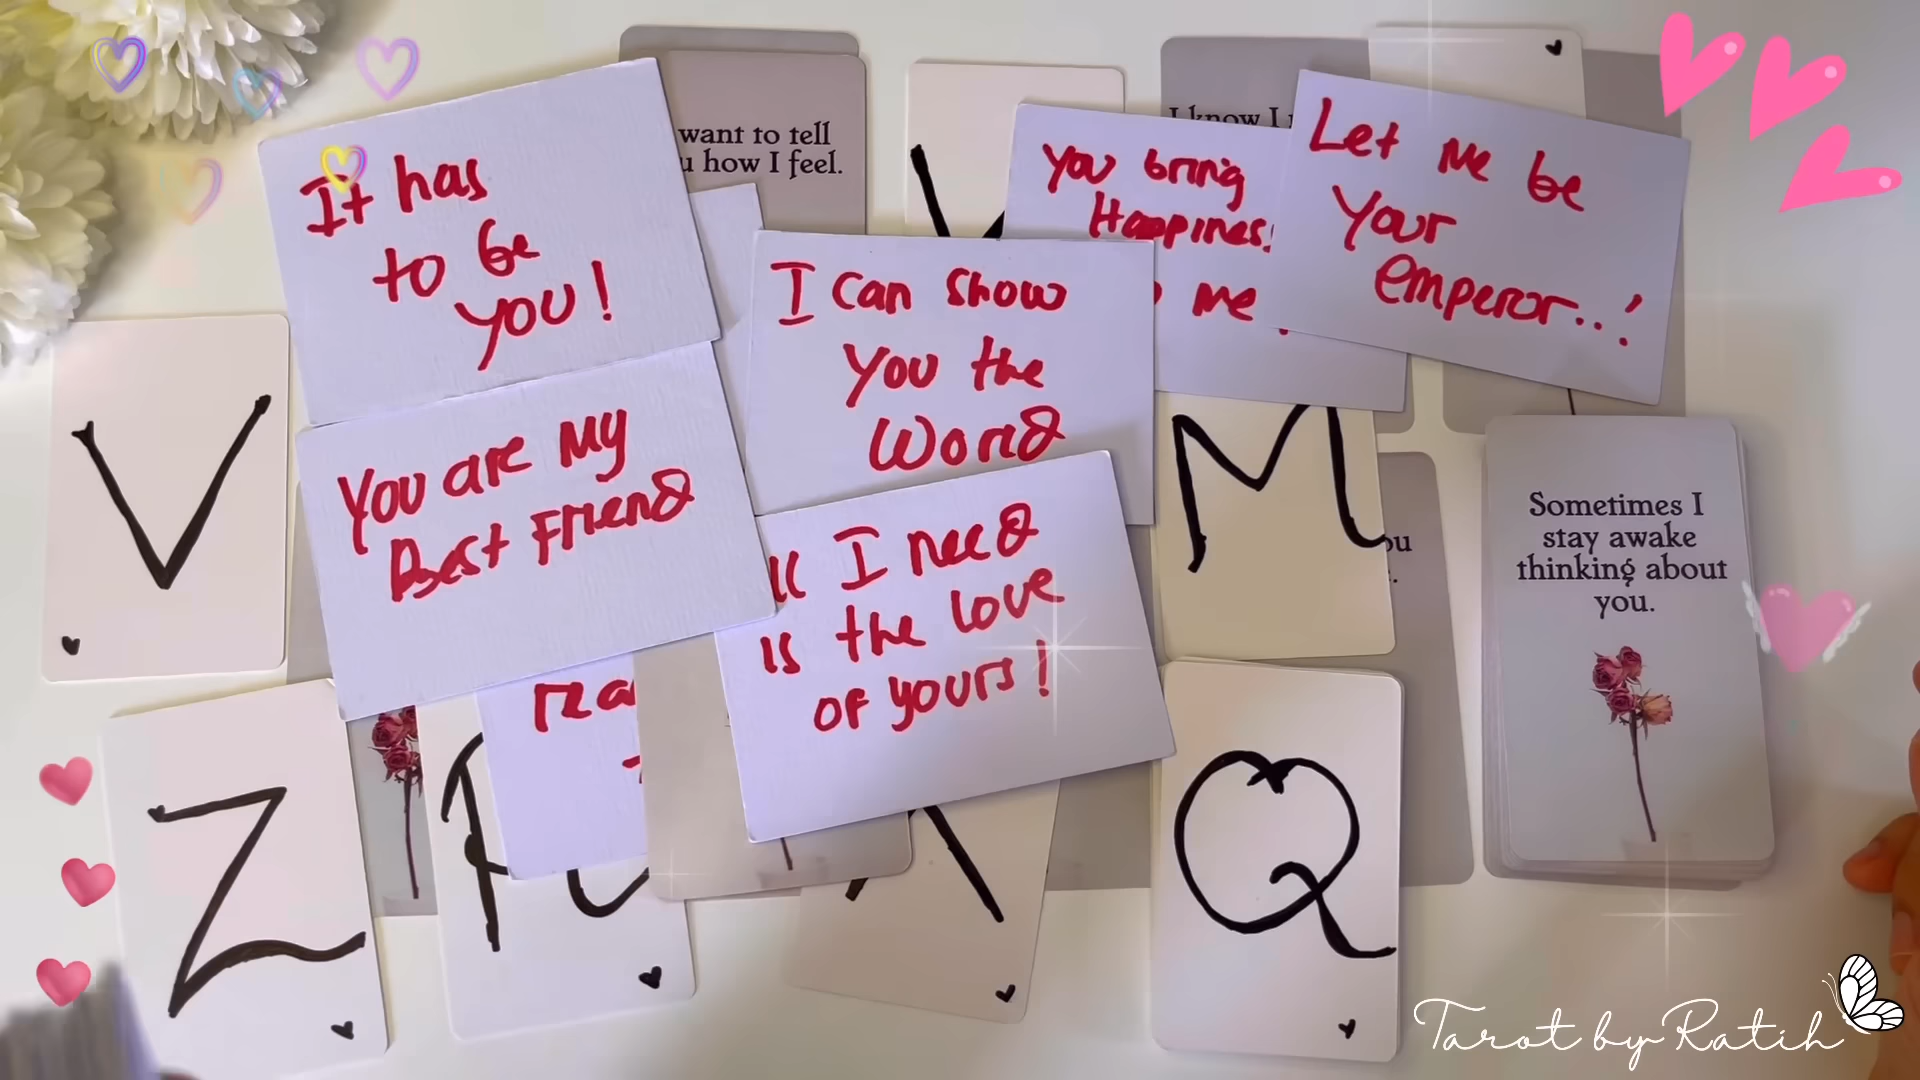 It has
to be
you!
want to tell
how I feel.
I know I
You bring
Happines!
me
Let me be
Your
emperor..!
I can show
You the
World
You are my
Best Friend
I need
is the love
of yours!
V
M
Sometimes I
stay awake
thinking about
you.
Z
R
Q
Tarot by Ratih